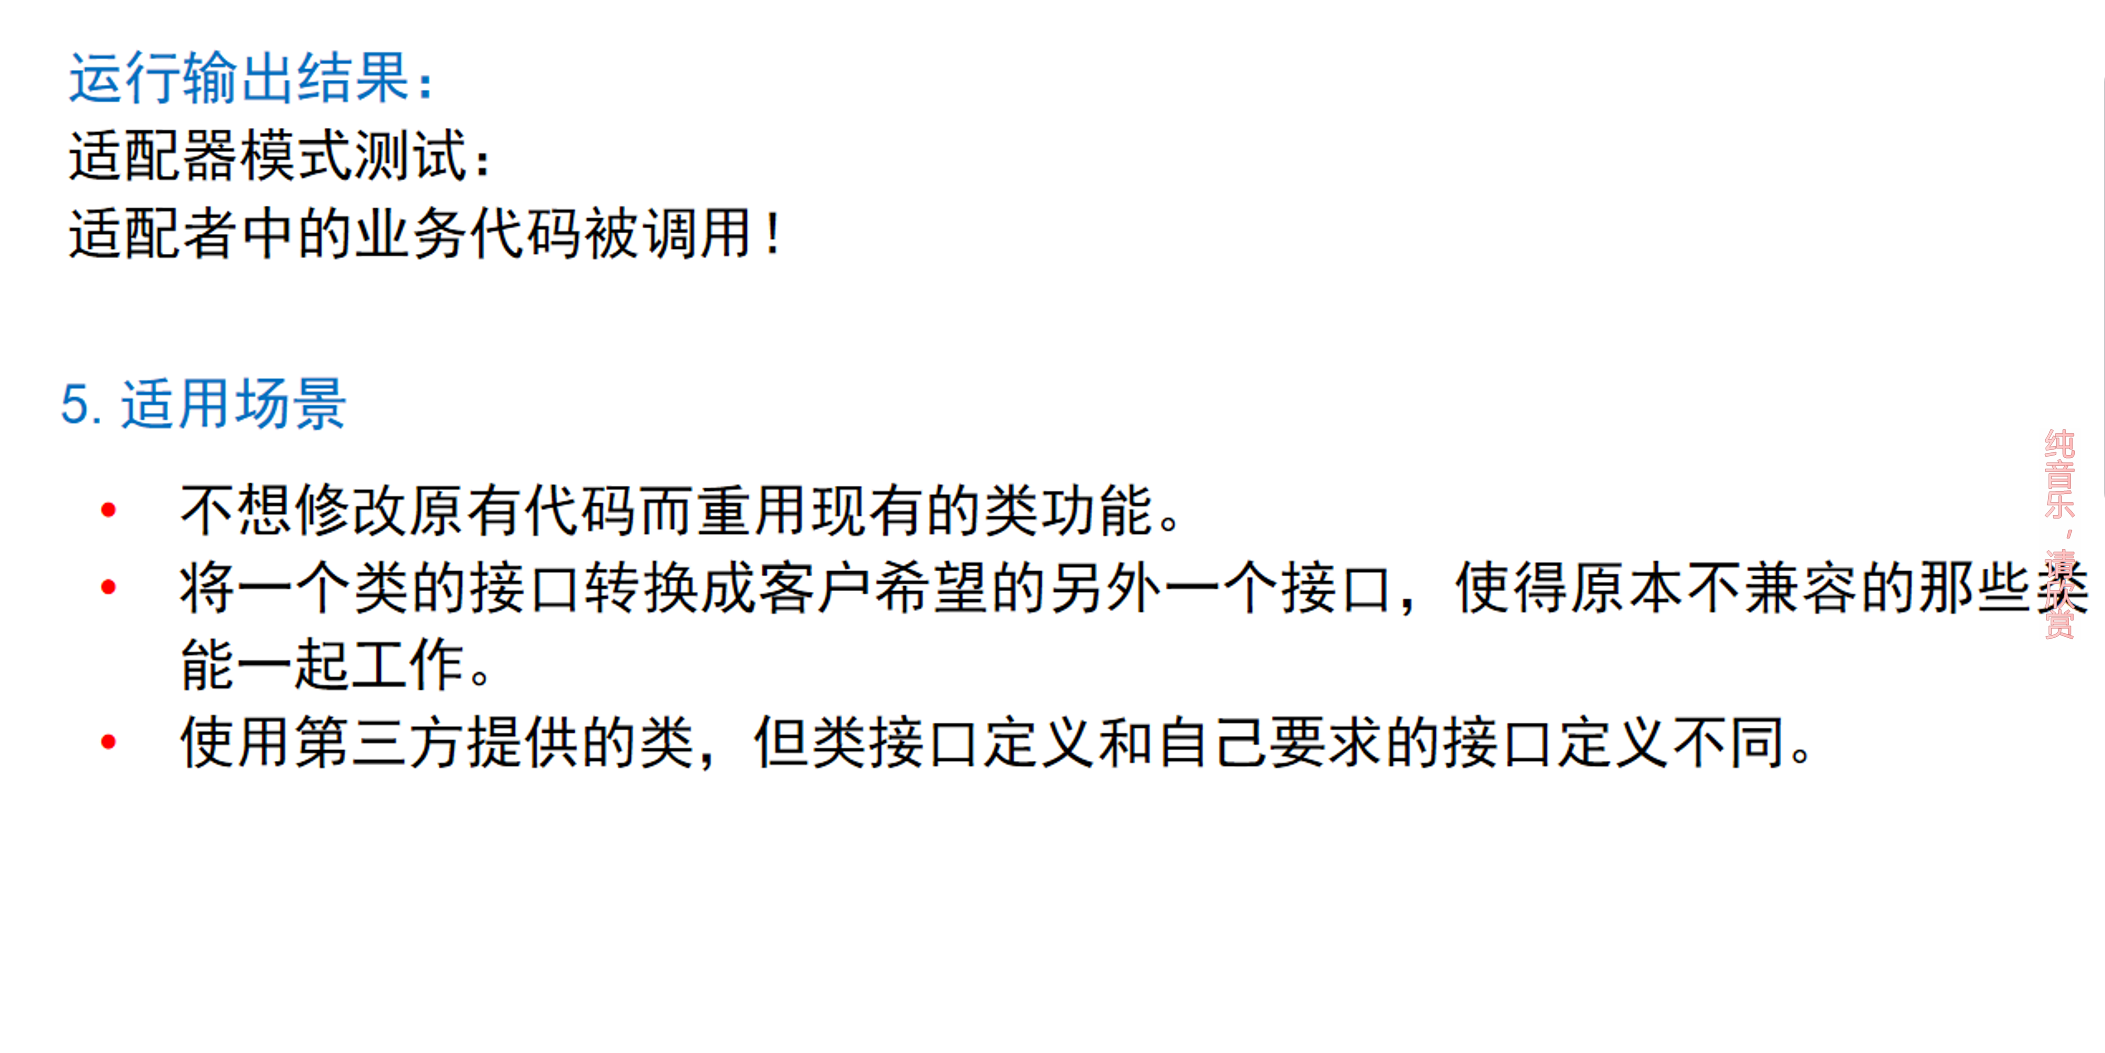 运行输出结果：
适配器模式测试：
适配者中的业务代码被调用！
5. 适用场景
• 不想修改原有代码而重用现有的类功能。
• 将一个类的接口转换成客户希望的另外一个接口，使得原本不兼容的那些类
能一起工作。
• 使用第三方提供的类，但类接口定义和自己要求的接口定义不同。
纯音乐，请欣赏